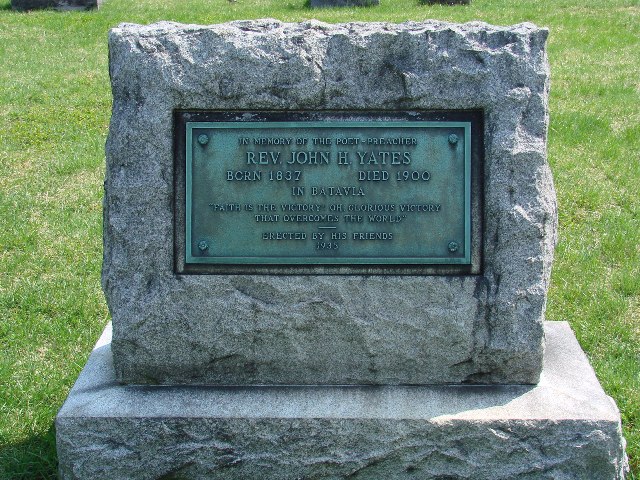 IN MEMORY OF THE POET-PREACHER
REV. JOHN H. YATES
BORN 1837 DIED 1900
IN BATAVIA
"FAITH IS THE VICTORY! OH, GLORIOUS VICTORY
THAT OVERCOMES THE WORLD"
ERECTED BY HIS FRIENDS
1935